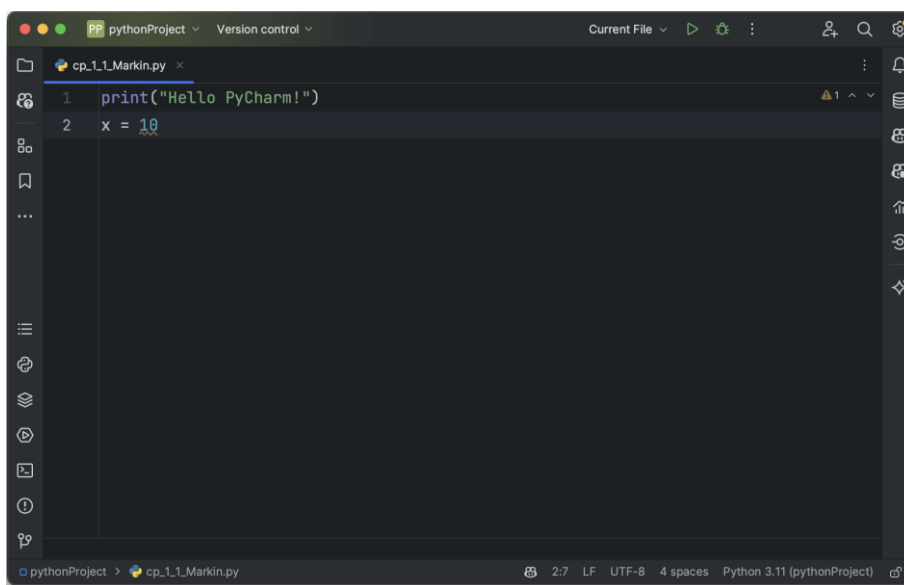 PP pythonProject Version control Current File
cp_1_1_Markin.py
1 print("Hello PyCharm!") 1
2 x = 10
pythonProject > cp_1_1_Markin.py 2:7 LF UTF-8 4 spaces Python 3.11 (pythonProject)